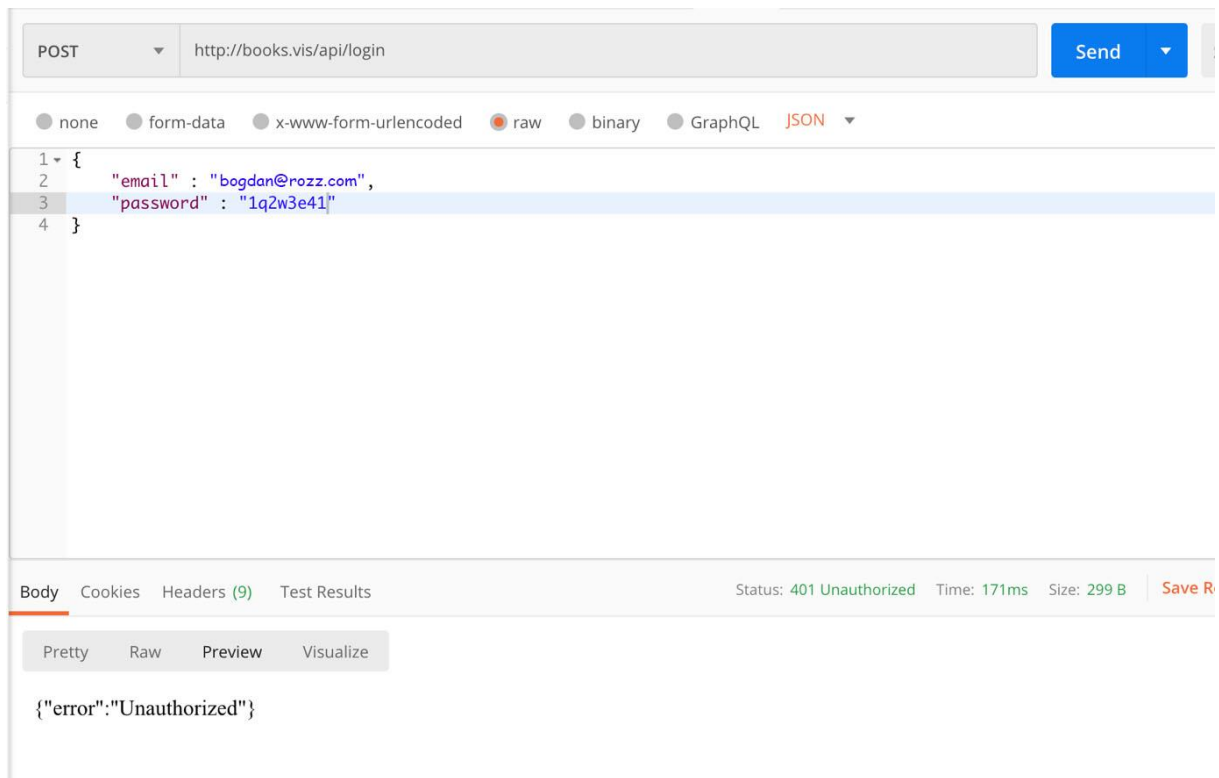 POST http://books.vis/api/login Send
none form-data x-www-form-urlencoded raw binary GraphQL JSON
1 {
2 "email" : "bogdan@rozz.com",
3 "password" : "1q2w3e41"
4 }
Body Cookies Headers (9) Test Results Status: 401 Unauthorized Time: 171ms Size: 299 B Save R
Pretty Raw Preview Visualize
{"error":"Unauthorized"}